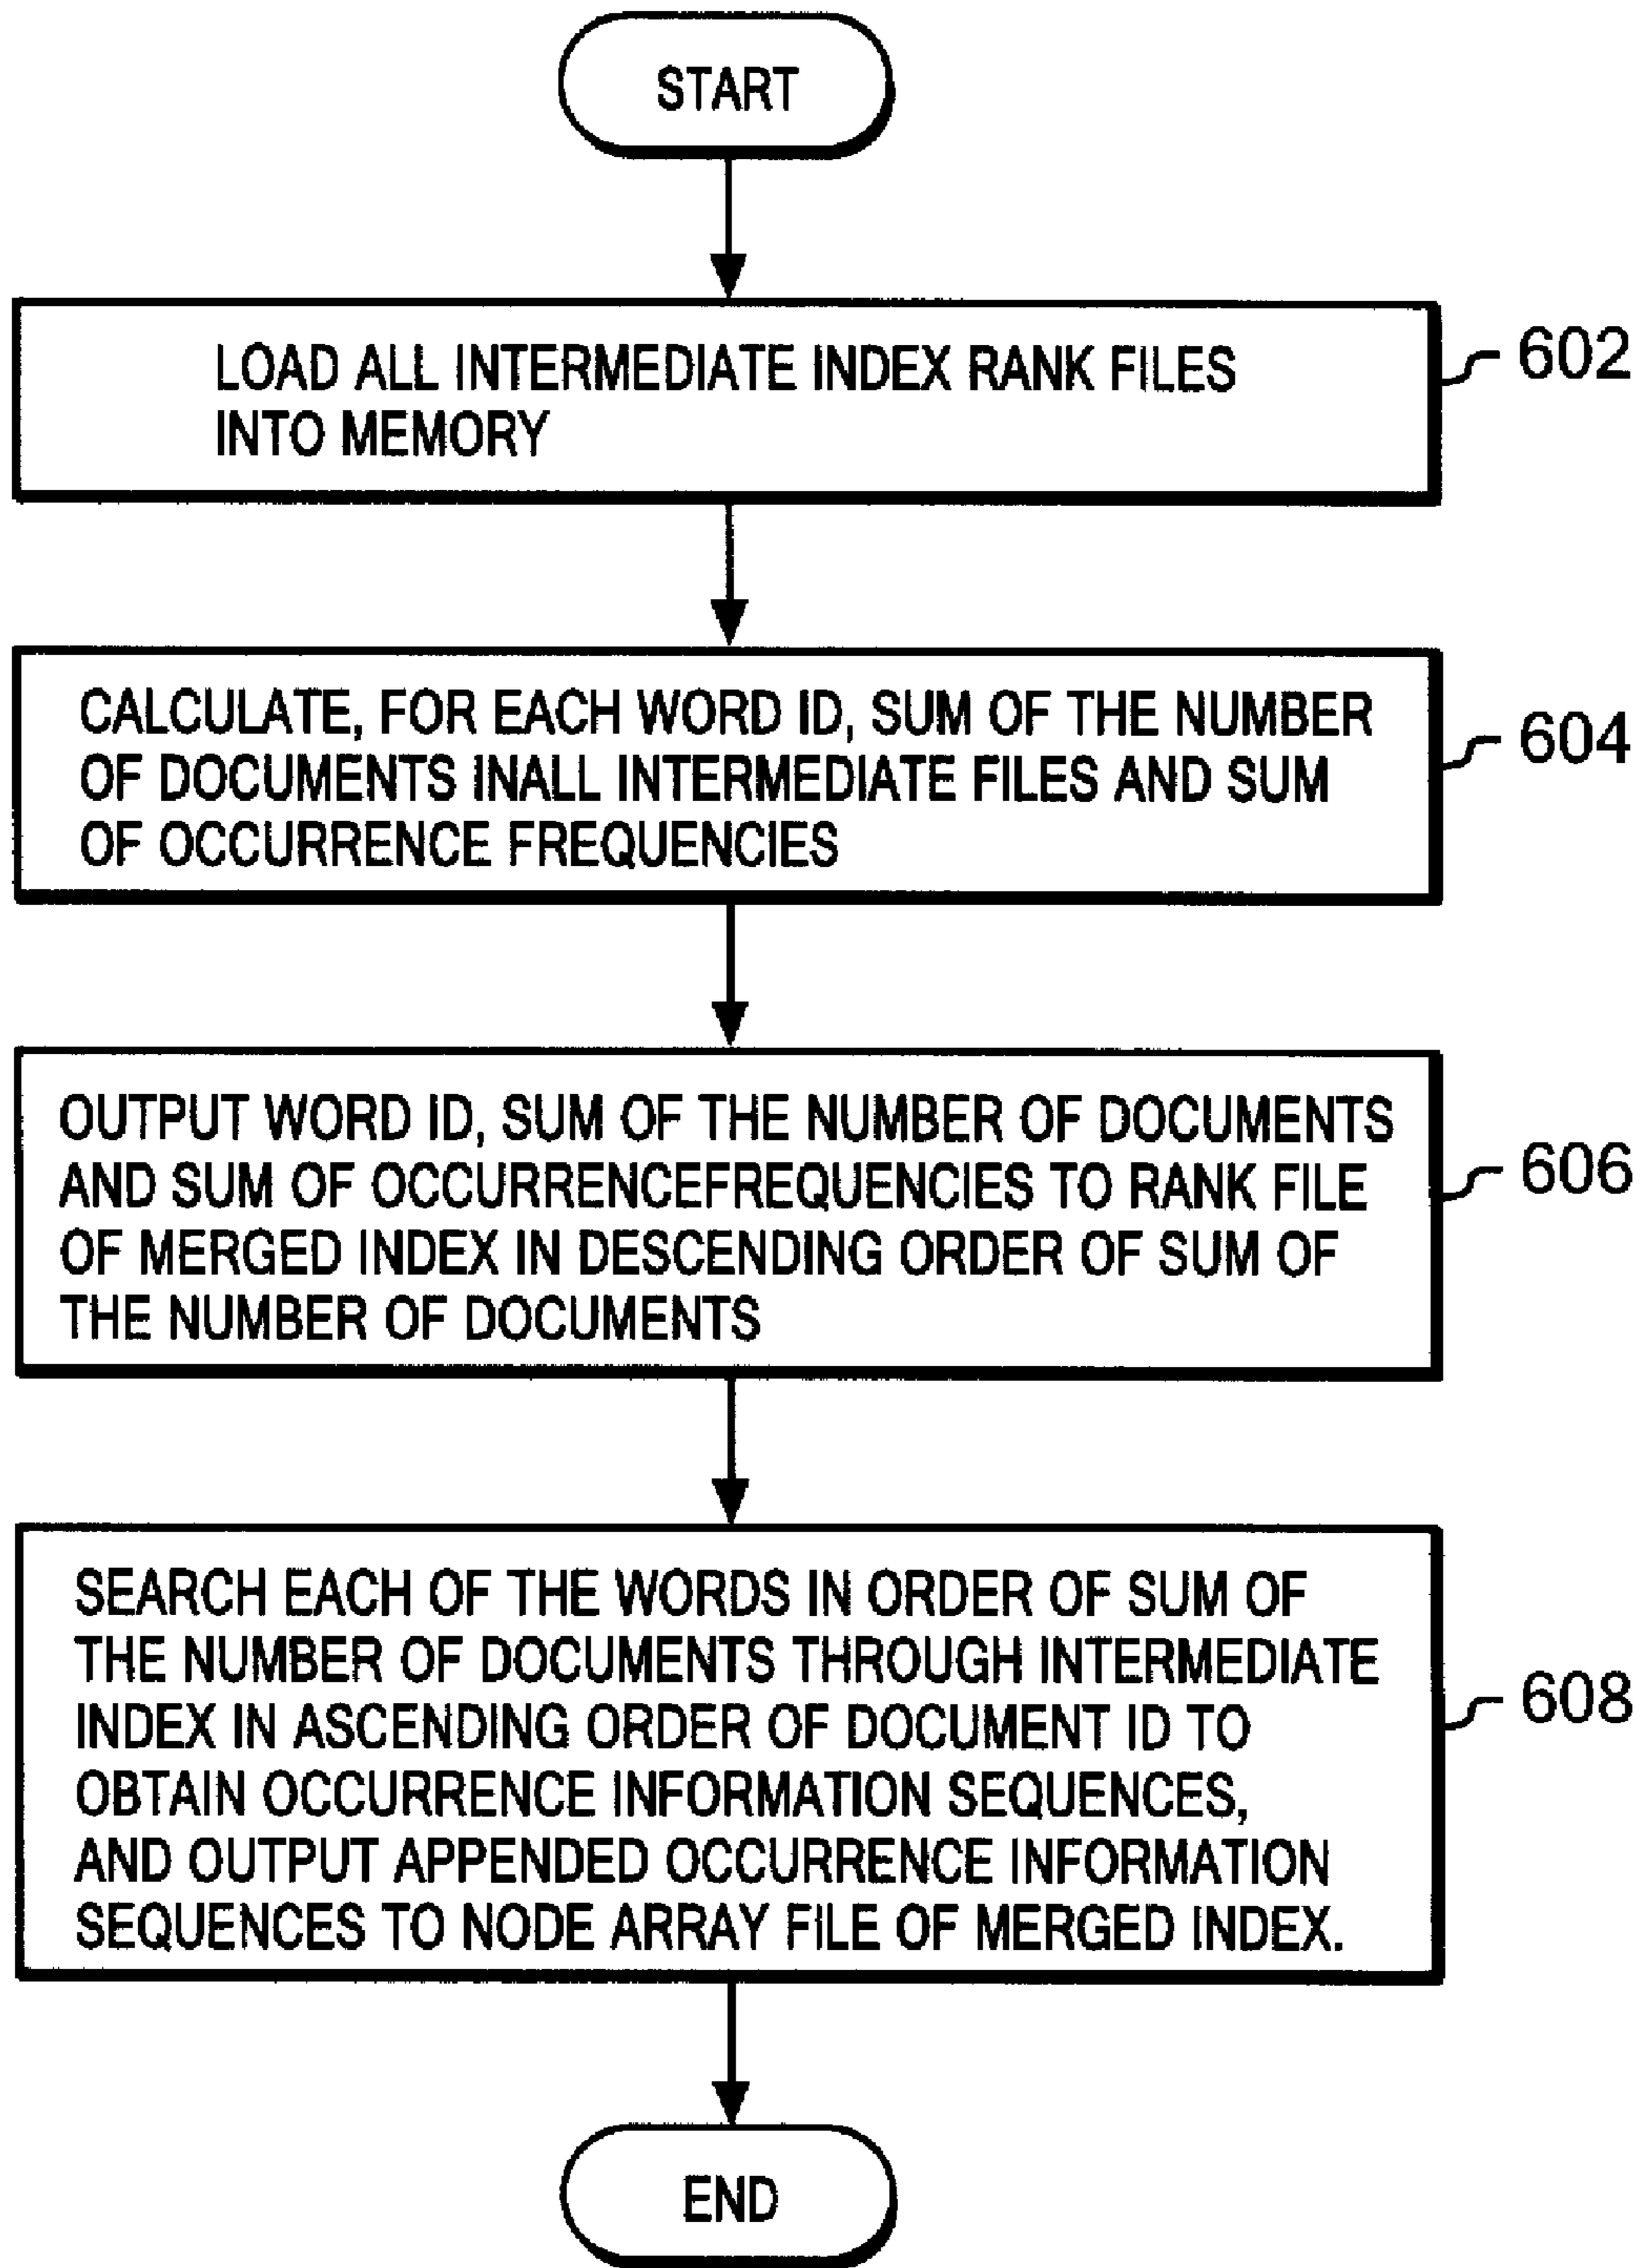 START
LOAD ALL INTERMEDIATE INDEX RANK FILES
INTO MEMORY
602
CALCULATE, FOR EACH WORD ID, SUM OF THE NUMBER
OF DOCUMENTS INALL INTERMEDIATE FILES AND SUM
OF OCCURRENCE FREQUENCIES
604
OUTPUT WORD ID, SUM OF THE NUMBER OF DOCUMENTS
AND SUM OF OCCURRENCEFREQUENCIES TO RANK FILE
OF MERGED INDEX IN DESCENDING ORDER OF SUM OF
THE NUMBER OF DOCUMENTS
606
SEARCH EACH OF THE WORDS IN ORDER OF SUM OF
THE NUMBER OF DOCUMENTS THROUGH INTERMEDIATE
INDEX IN ASCENDING ORDER OF DOCUMENT ID TO
OBTAIN OCCURRENCE INFORMATION SEQUENCES,
AND OUTPUT APPENDED OCCURRENCE INFORMATION
SEQUENCES TO NODE ARRAY FILE OF MERGED INDEX.
608
END